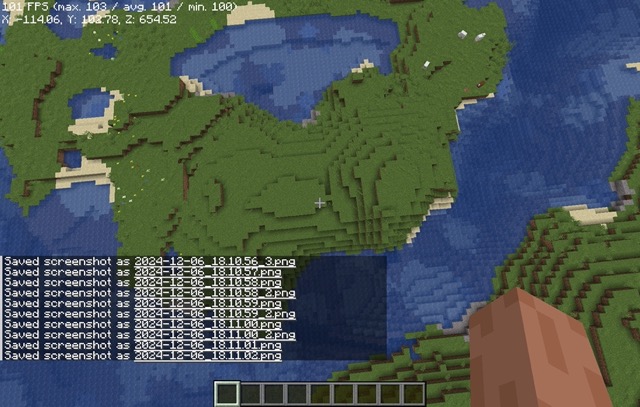 101 FPS (max. 103 / avg. 101 / min. 100)
X: -114.06, Y: 103.78, Z: 654.52
Saved screenshot as 2024-12-06_18.10.56_3.png
Saved screenshot as 2024-12-06_18.10.57.png
Saved screenshot as 2024-12-06_18.10.58.png
Saved screenshot as 2024-12-06_18.10.58_2.png
Saved screenshot as 2024-12-06_18.10.59.png
Saved screenshot as 2024-12-06_18.10.59_2.png
Saved screenshot as 2024-12-06_18.11.00.png
Saved screenshot as 2024-12-06_18.11.00_2.png
Saved screenshot as 2024-12-06_18.11.01.png
Saved screenshot as 2024-12-06_18.11.02.png